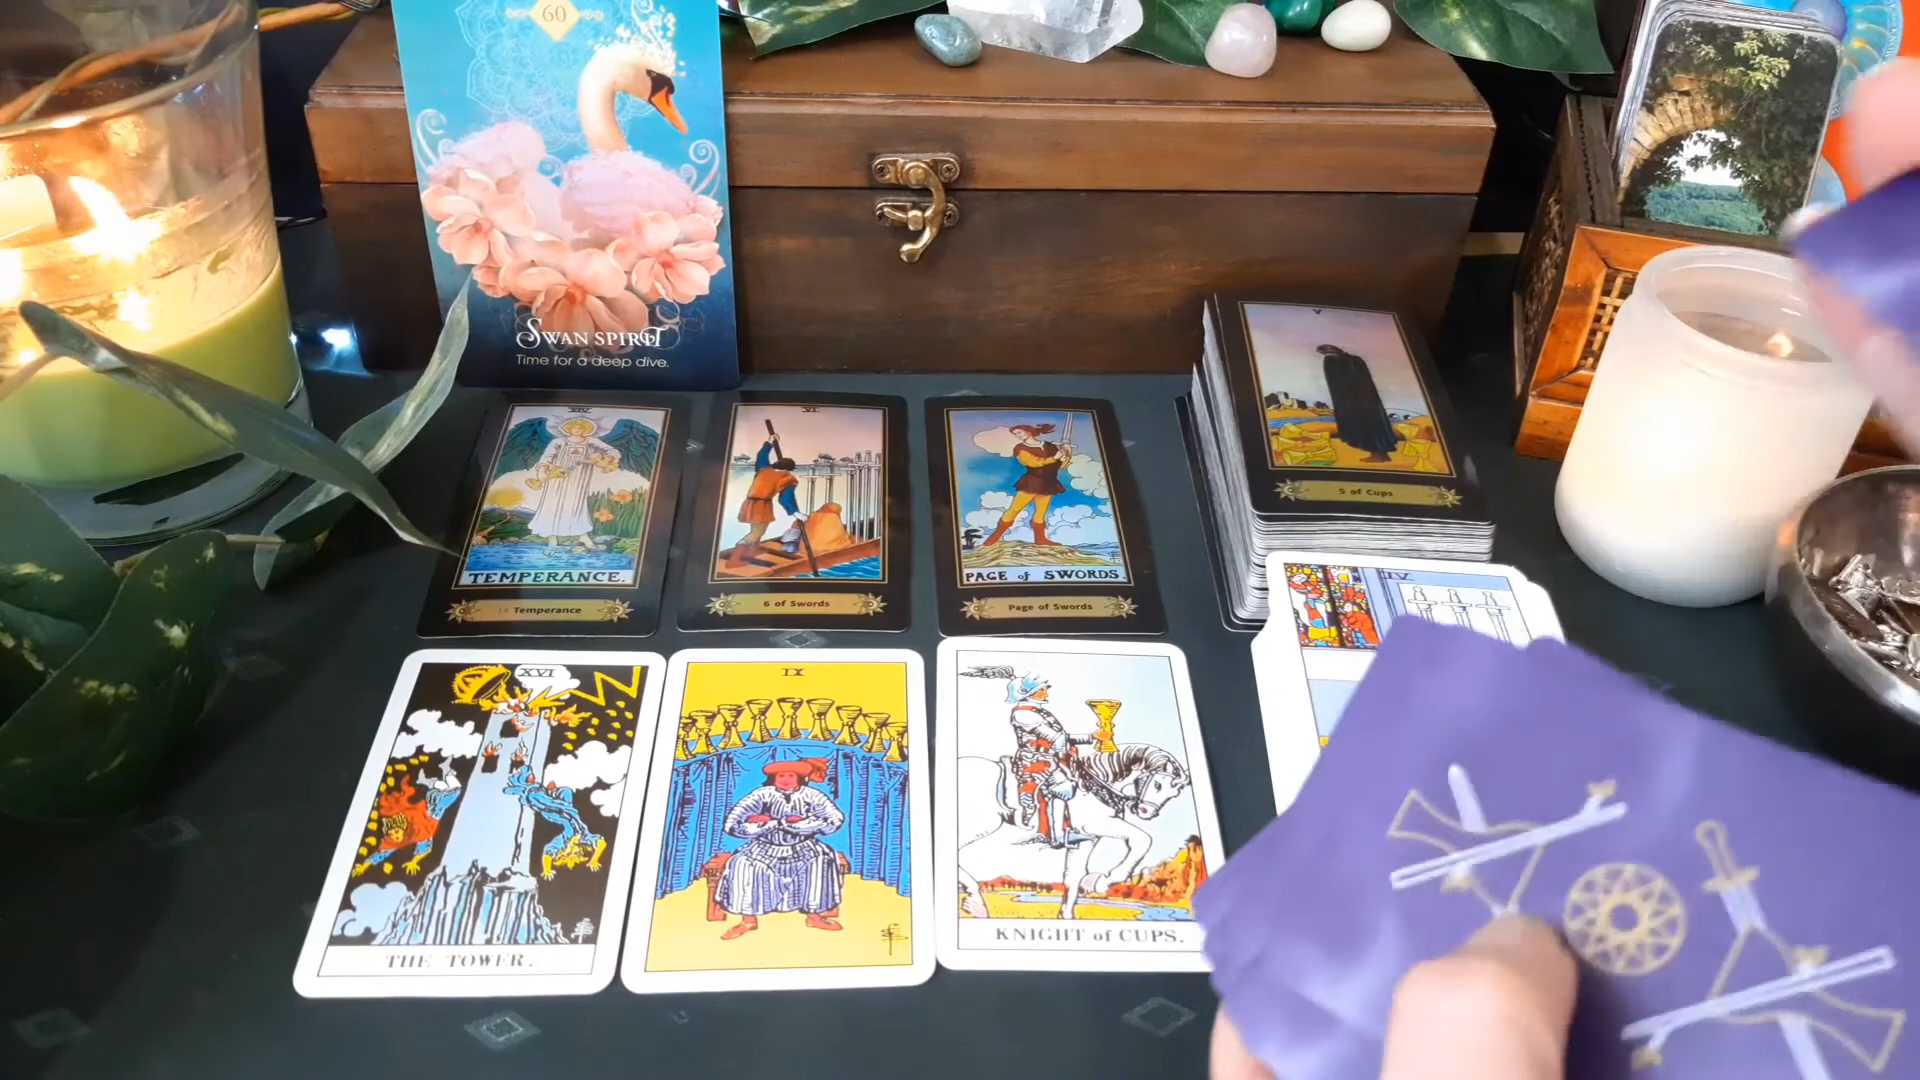 60
SWAN SPIRIT
Time for a deep dive.
XIV
TEMPERANCE.
14 Temperance
VI
6 of Swords
PAGE of SWORDS.
Page of Swords
V
5 of Cups
XVI
THE TOWER.
IX
KNIGHT of CUPS.
IV